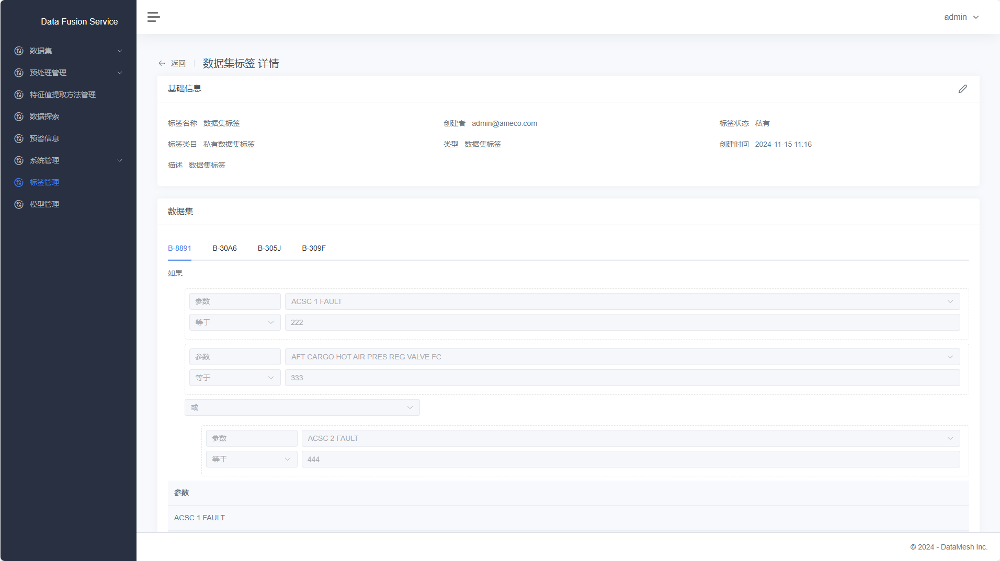 Data Fusion Service
admin
数据集
预处理管理
特征值提取方法管理
数据探索
预警信息
系统管理
标签管理
模型管理
返回 数据集标签 详情
基础信息
标签名称 数据集标签 创建者 admin@ameco.com 标签状态 私有
标签类目 私有数据集标签 类型 数据集标签 创建时间 2024-11-15 11:16
描述 数据集标签
数据集
B-8891 B-30A6 B-305J B-309F
如果
参数 ACSC 1 FAULT
等于 222
参数 AFT CARGO HOT AIR PRES REG VALVE FC
等于 333
或
参数 ACSC 2 FAULT
等于 444
参数
ACSC 1 FAULT
© 2024 - DataMesh Inc.